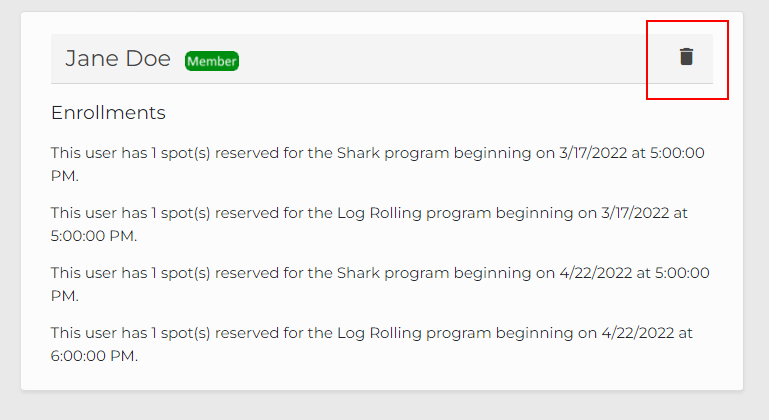 Jane Doe Member
Enrollments
This user has 1 spot(s) reserved for the Shark program beginning on 3/17/2022 at 5:00:00
PM.
This user has 1 spot(s) reserved for the Log Rolling program beginning on 3/17/2022 at
5:00:00 PM.
This user has 1 spot(s) reserved for the Shark program beginning on 4/22/2022 at 5:00:00
PM.
This user has 1 spot(s) reserved for the Log Rolling program beginning on 4/22/2022 at
6:00:00 PM.